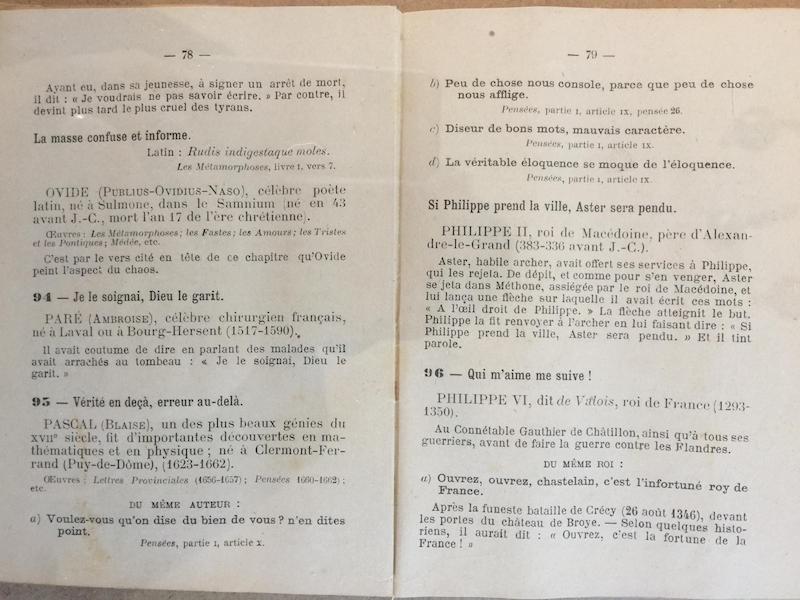 — 78 —
Ayant eu, dans sa jeunesse, à signer un arrêt de mort,
il dit : « Je voudrais ne pas savoir écrire. » Par contre, il
devint plus tard le plus cruel des tyrans.
La masse confuse et informe.
Latin : Rudis indigestaque moles.
Les Métamorphoses, livre I, vers 7.
OVIDE (Publius-Ovidius-Naso), célèbre poète
latin, né à Sulmone, dans le Samnium (né en 43
avant J.-C., mort l'an 17 de l'ère chrétienne).
Œuvres : Les Métamorphoses ; les Fastes ; les Amours ; les Tristes
et les Pontiques ; Médée, etc.
C'est par le vers cité en tête de ce chapitre qu'Ovide
peint l'aspect du chaos.
94 — Je le soignai, Dieu le garit.
PARÉ (Ambroise), célèbre chirurgien français,
né à Laval ou à Bourg-Hersent (1517-1590).
Il avait coutume de dire en parlant des malades qu'il
avait arrachés au tombeau : « Je le soignai, Dieu le
garit. »
95 — Vérité en deçà, erreur au-delà.
PASCAL (Blaise), un des plus beaux génies du
XVIIe siècle, fit d'importantes découvertes en ma-
thématiques et en physique ; né à Clermont-Fer-
rand (Puy-de-Dôme), (1623-1662).
Œuvres : Lettres Provinciales (1656-1657) ; Pensées 1660-1662) ;
etc.
DU MÊME AUTEUR :
a) Voulez-vous qu'on dise du bien de vous ? n'en dites
point.
Pensées, partie I, article X.
— 79 —
b) Peu de chose nous console, parce que peu de chose
nous afflige.
Pensées, partie I, article IX, pensée 26.
c) Diseur de bons mots, mauvais caractère.
Pensées, partie I, article IX.
d) La véritable éloquence se moque de l'éloquence.
Pensées, partie I, article IX.
Si Philippe prend la ville, Aster sera pendu.
PHILIPPE II, roi de Macédoine, père d'Alexan-
dre-le-Grand (383-336 avant J.-C.).
Aster, habile archer, avait offert ses services à Philippe,
qui les rejeta. De dépit, et comme pour s'en venger, Aster
se jeta dans Méthone, assiégée par le roi de Macédoine, et
lui lança une flèche sur laquelle il avait écrit ces mots :
« A l'œil droit de Philippe. » La flèche atteignit le but.
Philippe la fit renvoyer à l'archer en lui faisant dire : « Si
Philippe prend la ville, Aster sera pendu. » Et il tint
parole.
96 — Qui m'aime me suive !
PHILIPPE VI, dit de Valois, roi de France (1293-
1350).
Au Connétable Gauthier de Châtillon, ainsi qu'à tous ses
guerriers, avant de faire la guerre contre les Flandres.
DU MÊME ROI :
a) Ouvrez, ouvrez, chastelain, c'est l'infortuné roy de
France.
Après la funeste bataille de Crécy (26 août 1346), devant
les portes du château de Broye. — Selon quelques histo-
riens, il aurait dit : « Ouvrez, c'est la fortune de la
France ! »